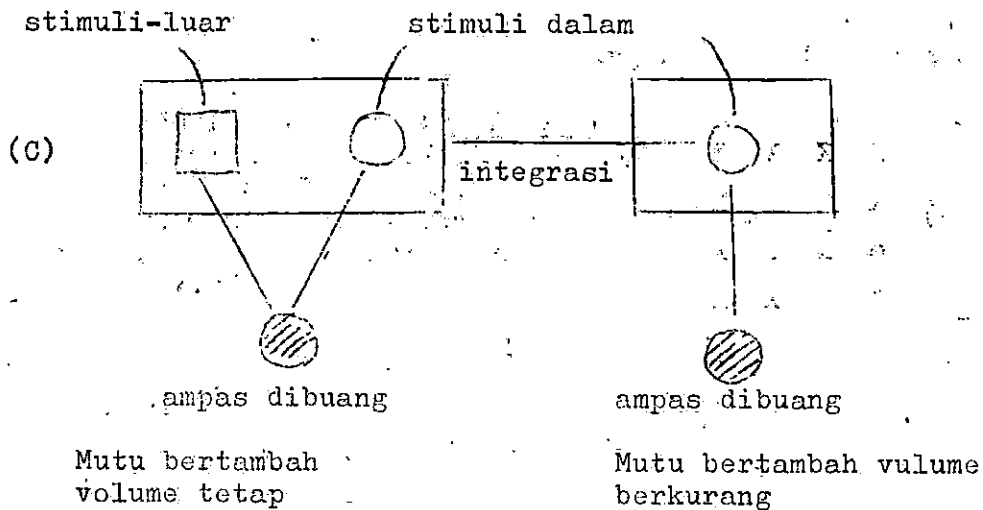 stimuli-luar stimuli dalam
(C)
integrasi
ampas dibuang ampas dibuang
Mutu bertambah Mutu bertambah vulume
volume tetap berkurang